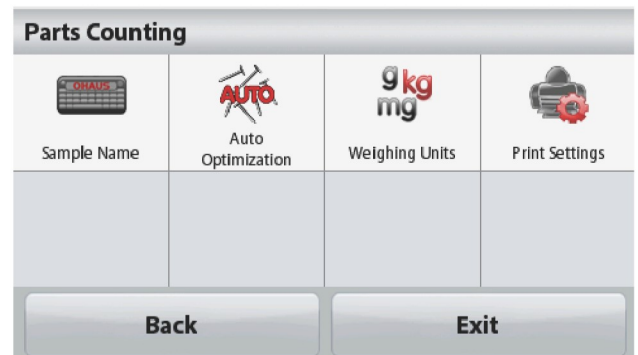 Parts Counting
OHAUS
Sample Name
AUTO
Auto
Optimization
g kg
mg
Weighing Units
Print Settings
Back
Exit